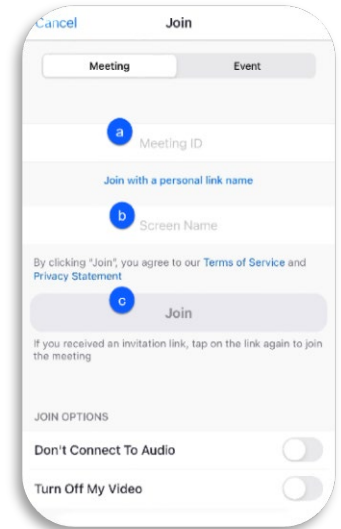 Cancel
Join
Meeting
Event
a
Meeting ID
Join with a personal link name
b
Screen Name
By clicking "Join", you agree to our Terms of Service and
Privacy Statement
c
Join
If you received an invitation link, tap on the link again to join
the meeting
JOIN OPTIONS
Don't Connect To Audio
Turn Off My Video